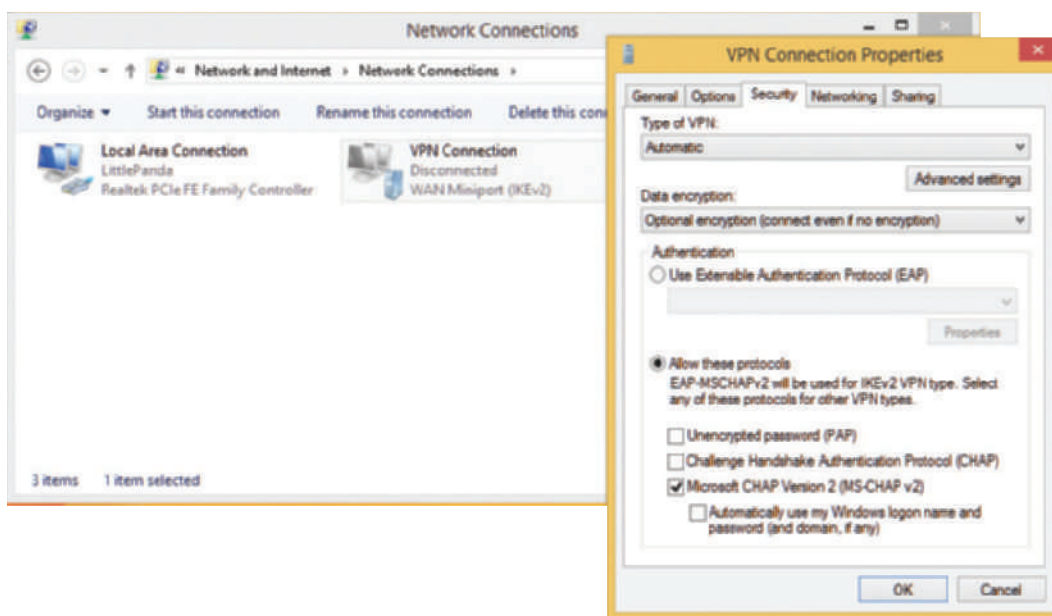 Network Connections
Network and Internet
Network Connections
Organize
Start this connection
Rename this connection
Delete this con
Local Area Connection
LittlePanda
Realtek PCIe FE Family Controller
VPN Connection
Disconnected
WAN Miniport (IKEv2)
3 items
1 item selected
VPN Connection Properties
General
Options
Security
Networking
Sharing
Type of VPN:
Automatic
Advanced settings
Data encryption:
Optional encryption (connect even if no encryption)
Authentication
Use Extensible Authentication Protocol (EAP)
Properties
Allow these protocols
EAP-MSCHAPv2 will be used for IKEv2 VPN type. Select
any of these protocols for other VPN types.
Unencrypted password (PAP)
Challenge Handshake Authentication Protocol (CHAP)
Microsoft CHAP Version 2 (MS-CHAP v2)
Automatically use my Windows logon name and
password (and domain, if any)
OK
Cancel